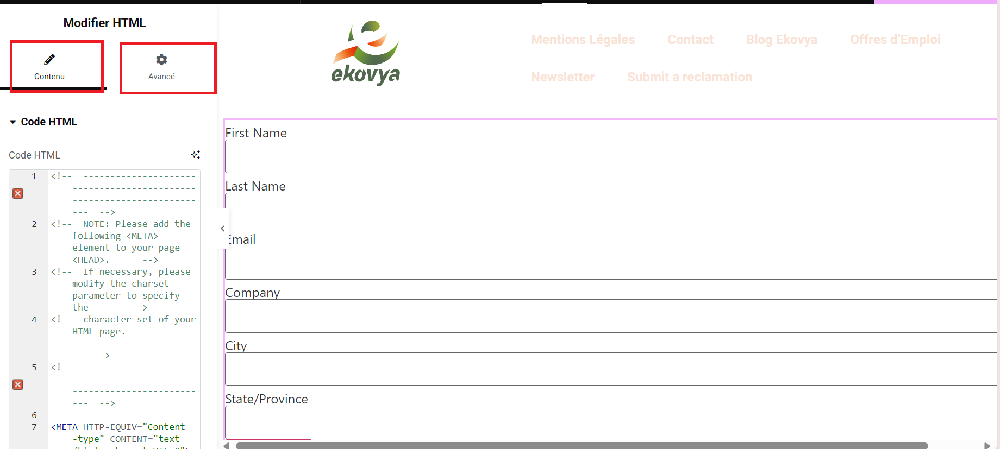 Modifier HTML
Contenu
Avancé
Code HTML
Code HTML
1 <!--  ---------------------
-----------------------
-----------------------
---  -->
2 <!--  NOTE: Please add the
following <META>
element to your page
<HEAD>.      -->
3 <!--  If necessary, please
modify the charset
parameter to specify
the        -->
4 <!--  character set of your
HTML page.
-->
5 <!--  ---------------------
-----------------------
-----------------------
---  -->
6
7 <META HTTP-EQUIV="Content
-type" CONTENT="text
ekovya
Mentions Légales
Contact
Blog Ekovya
Offres d'Emploi
Newsletter
Submit a reclamation
First Name
Last Name
Email
Company
City
State/Province